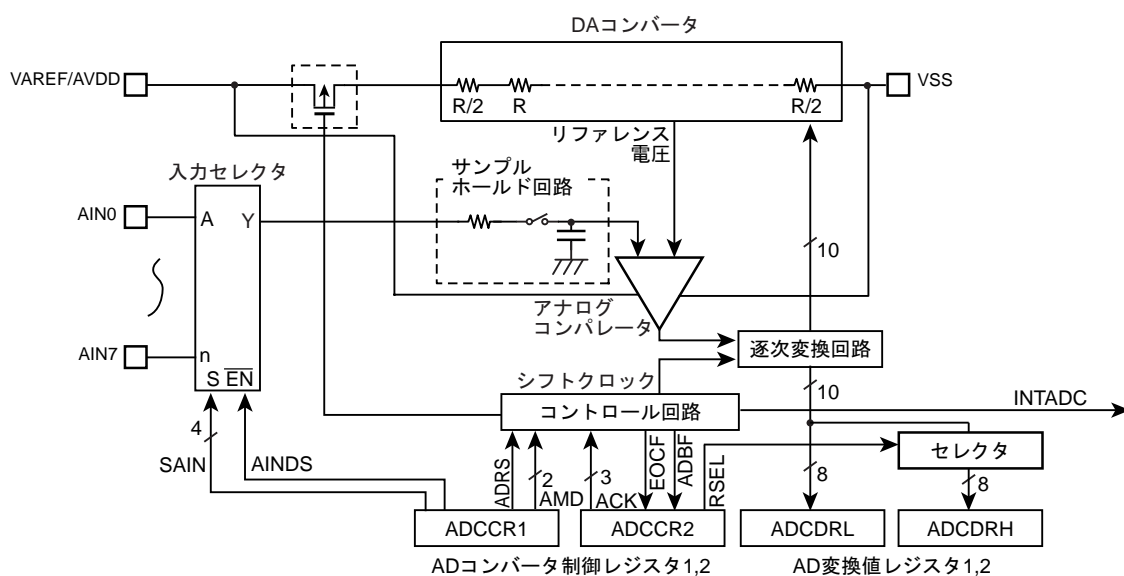 DAコンバータ
VAREF/AVDD
VSS
R/2
R
R/2
リファレンス
電圧
入力セレクタ
サンプル
ホールド回路
AIN0
A
Y
10
アナログ
コンパレータ
AIN7
n
S
EN
逐次変換回路
シフトクロック
10
コントロール回路
INTADC
4
SAIN
AINDS
ADRS
2
AMD
3
ACK
EOCF
ADBF
RSEL
セレクタ
8
8
ADCCR1
ADCCR2
ADCDRL
ADCDRH
ADコンバータ制御レジスタ1,2
AD変換値レジスタ1,2